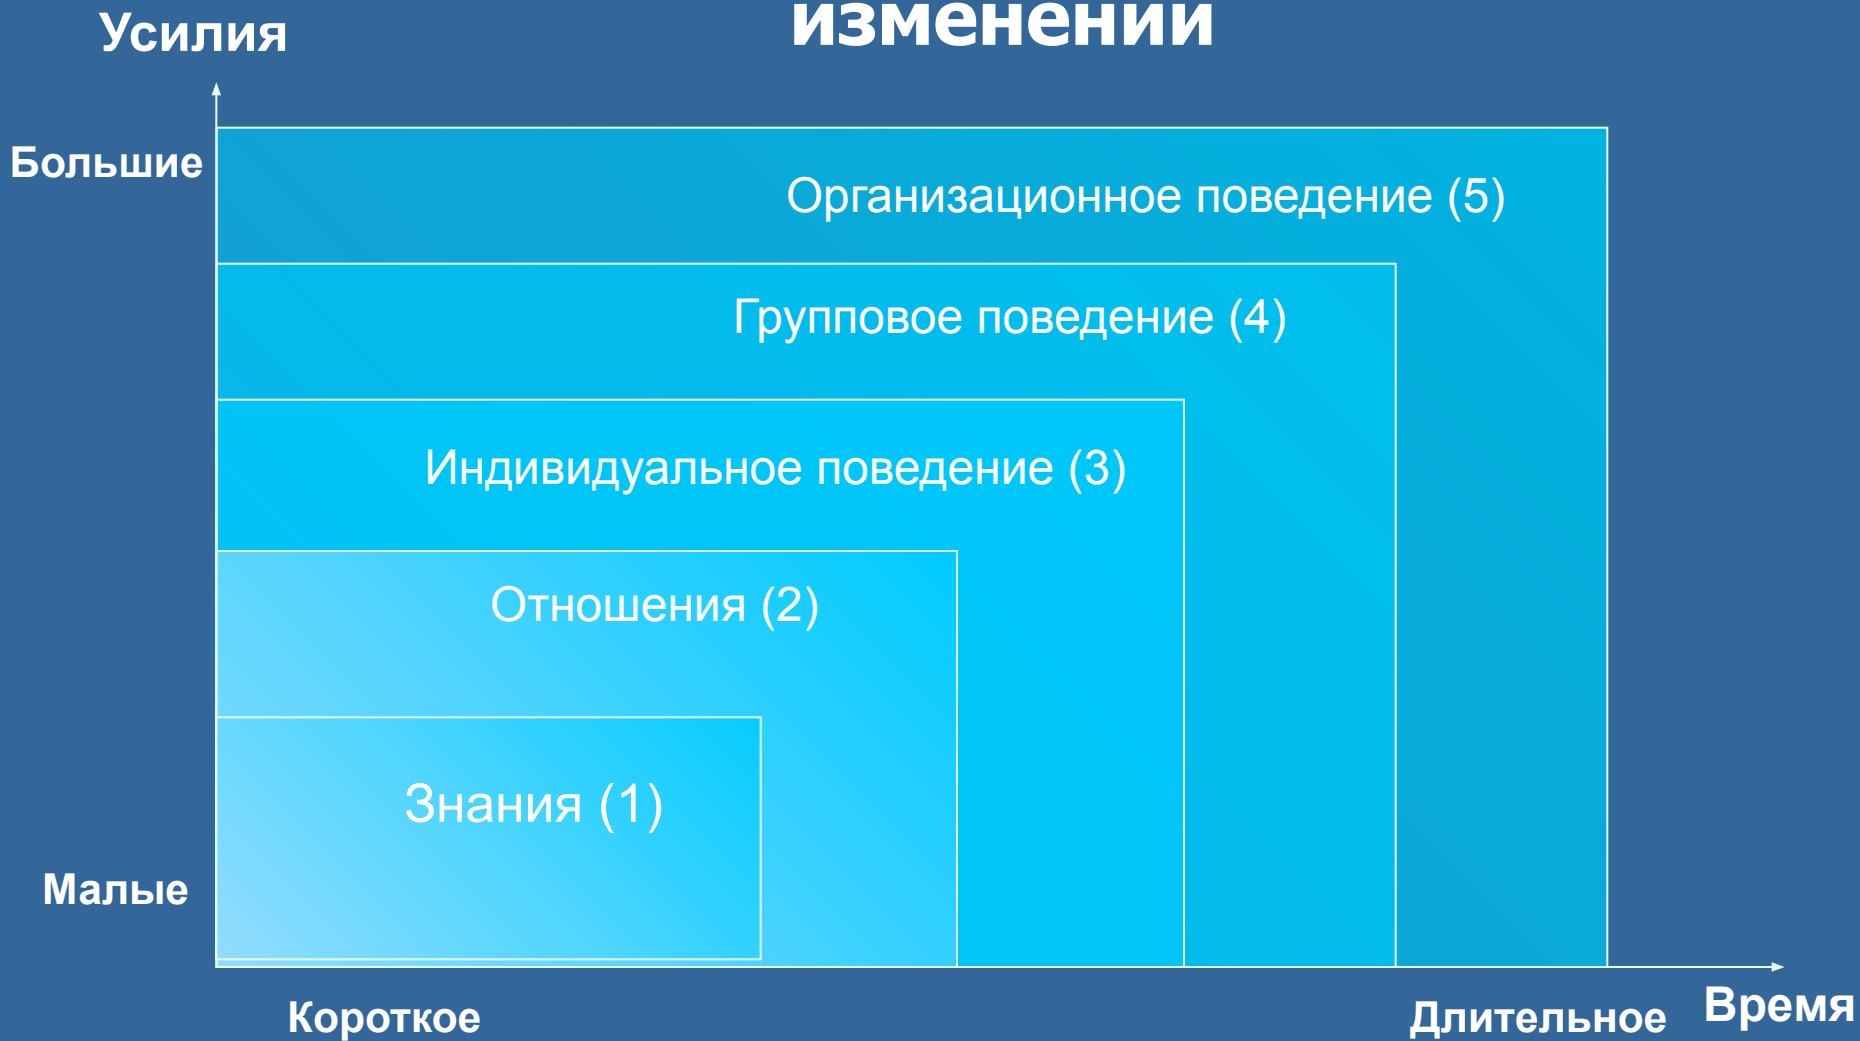 изменений
Усилия
Большие
Организационное поведение (5)
Групповое поведение (4)
Индивидуальное поведение (3)
Отношения (2)
Знания (1)
Малые
Короткое
Длительное
Время